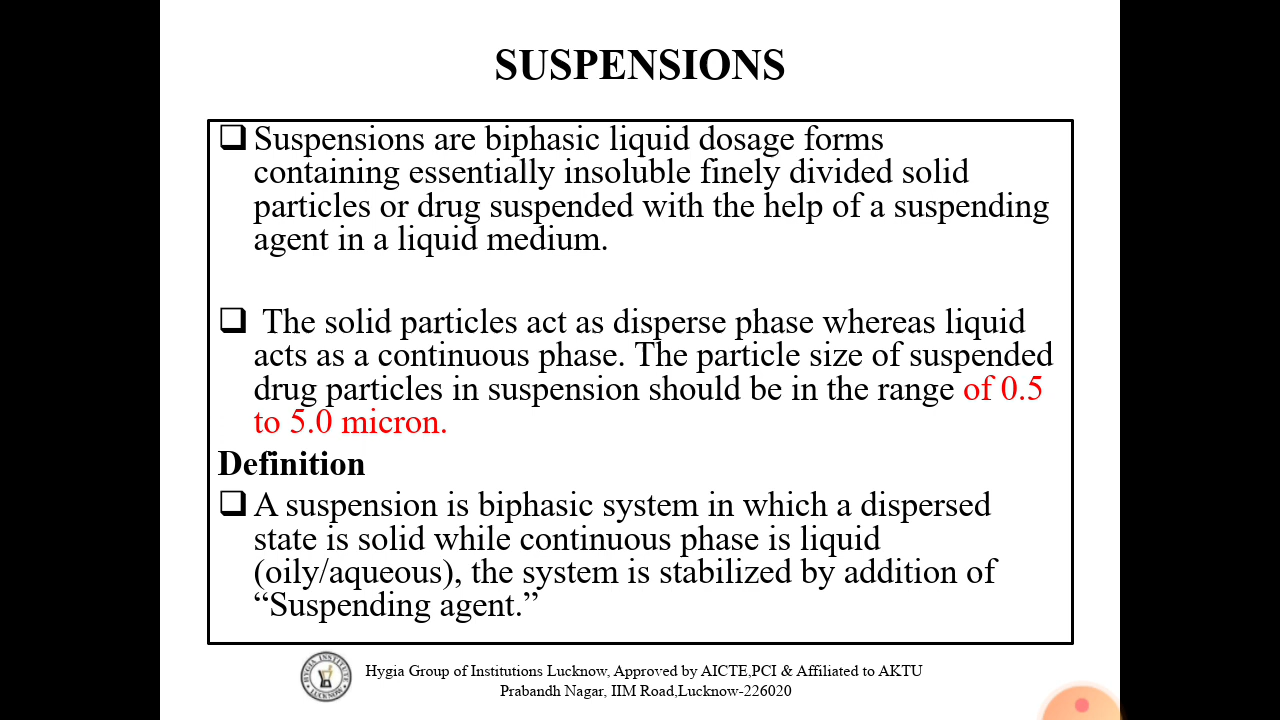 SUSPENSIONS
❑ Suspensions are biphasic liquid dosage forms
containing essentially insoluble finely divided solid
particles or drug suspended with the help of a suspending
agent in a liquid medium.
❑ The solid particles act as disperse phase whereas liquid
acts as a continuous phase. The particle size of suspended
drug particles in suspension should be in the range of 0.5
to 5.0 micron.
Definition
❑ A suspension is biphasic system in which a dispersed
state is solid while continuous phase is liquid
(oily/aqueous), the system is stabilized by addition of
“Suspending agent.”
HYGIA INSTITUTE
LUCKNOW
Hygia Group of Institutions Lucknow, Approved by AICTE,PCI & Affiliated to AKTU
Prabandh Nagar, IIM Road,Lucknow-226020